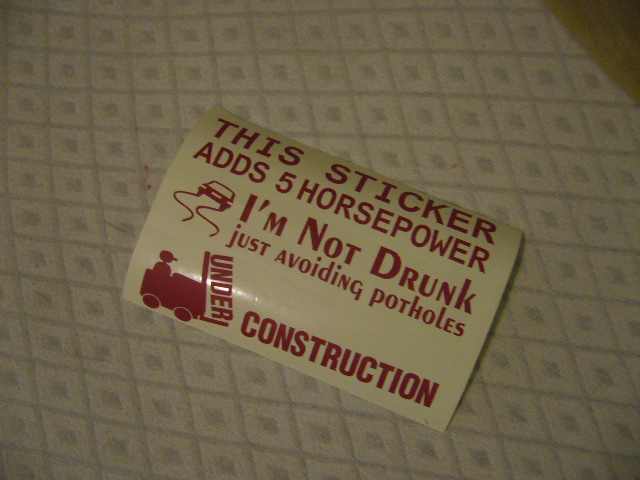 THIS STICKER
ADDS 5 HORSEPOWER
I'M NOT DRUNK
JUST AVOIDING POTHOLES
UNDER
CONSTRUCTION